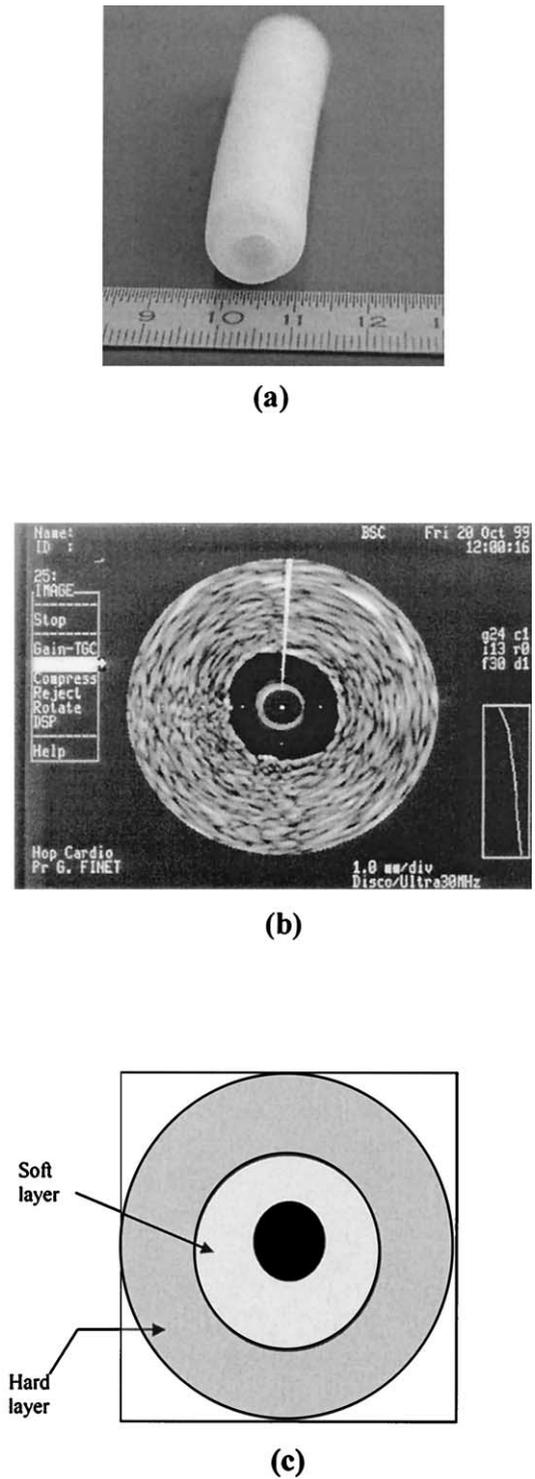 9 10 11 12 1
(a)
Name:
ID :
BSC
Fri 20 Oct 99
12:00:16
25:
IMAGE
Stop
Gain-TGC
Compress
Reject
Rotate
DSP
Help
g24 c1
i13 r0
f30 d1
Hop Cardio
Pr G. FINET
1.0 mm/div
Disco/Ultra30MHz
(b)
Soft
layer
Hard
layer
(c)